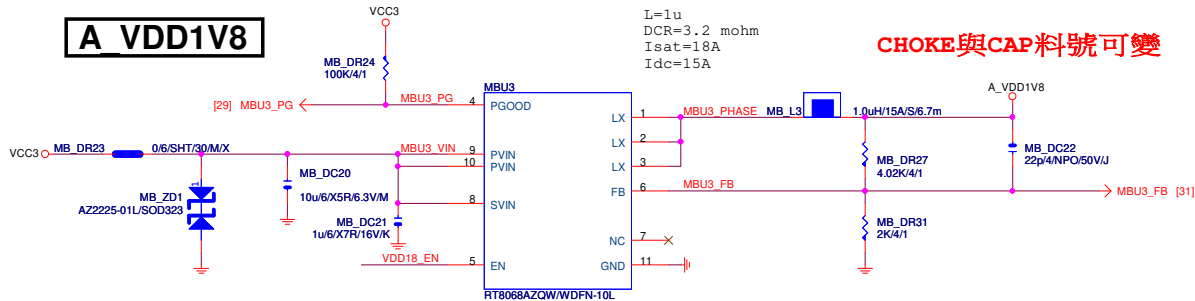 A_VDD1V8
VCC3
L=1u
DCR=3.2 mohm
Isat=18A
Idc=15A
CHOKE與CAP料號可變
MB_DR24
100K/4/1
MBU3
A_VDD1V8
[29] MBU3_PG
MBU3_PG
4
PGOOD
LX
1
MBU3_PHASE
MB_L3
1.0uH/15A/S/6.7m
VCC3
MB_DR23
0/6/SHT/30/M/X
MBU3_VIN
9
PVIN
10
PVIN
LX
2
LX
3
MB_DC22
22p/4/NPO/50V/J
MB_DR27
4.02K/4/1
1
MB_ZD1
AZ2225-01L/SOD323
MB_DC20
10u/6/X5R/6.3V/M
8
SVIN
FB
6
MBU3_FB
MBU3_FB [31]
MB_DC21
1u/6/X7R/16V/K
MB_DR31
2K/4/1
NC
7
VDD18_EN
5
EN
GND
11
RT8068AZQW/WDFN-10L